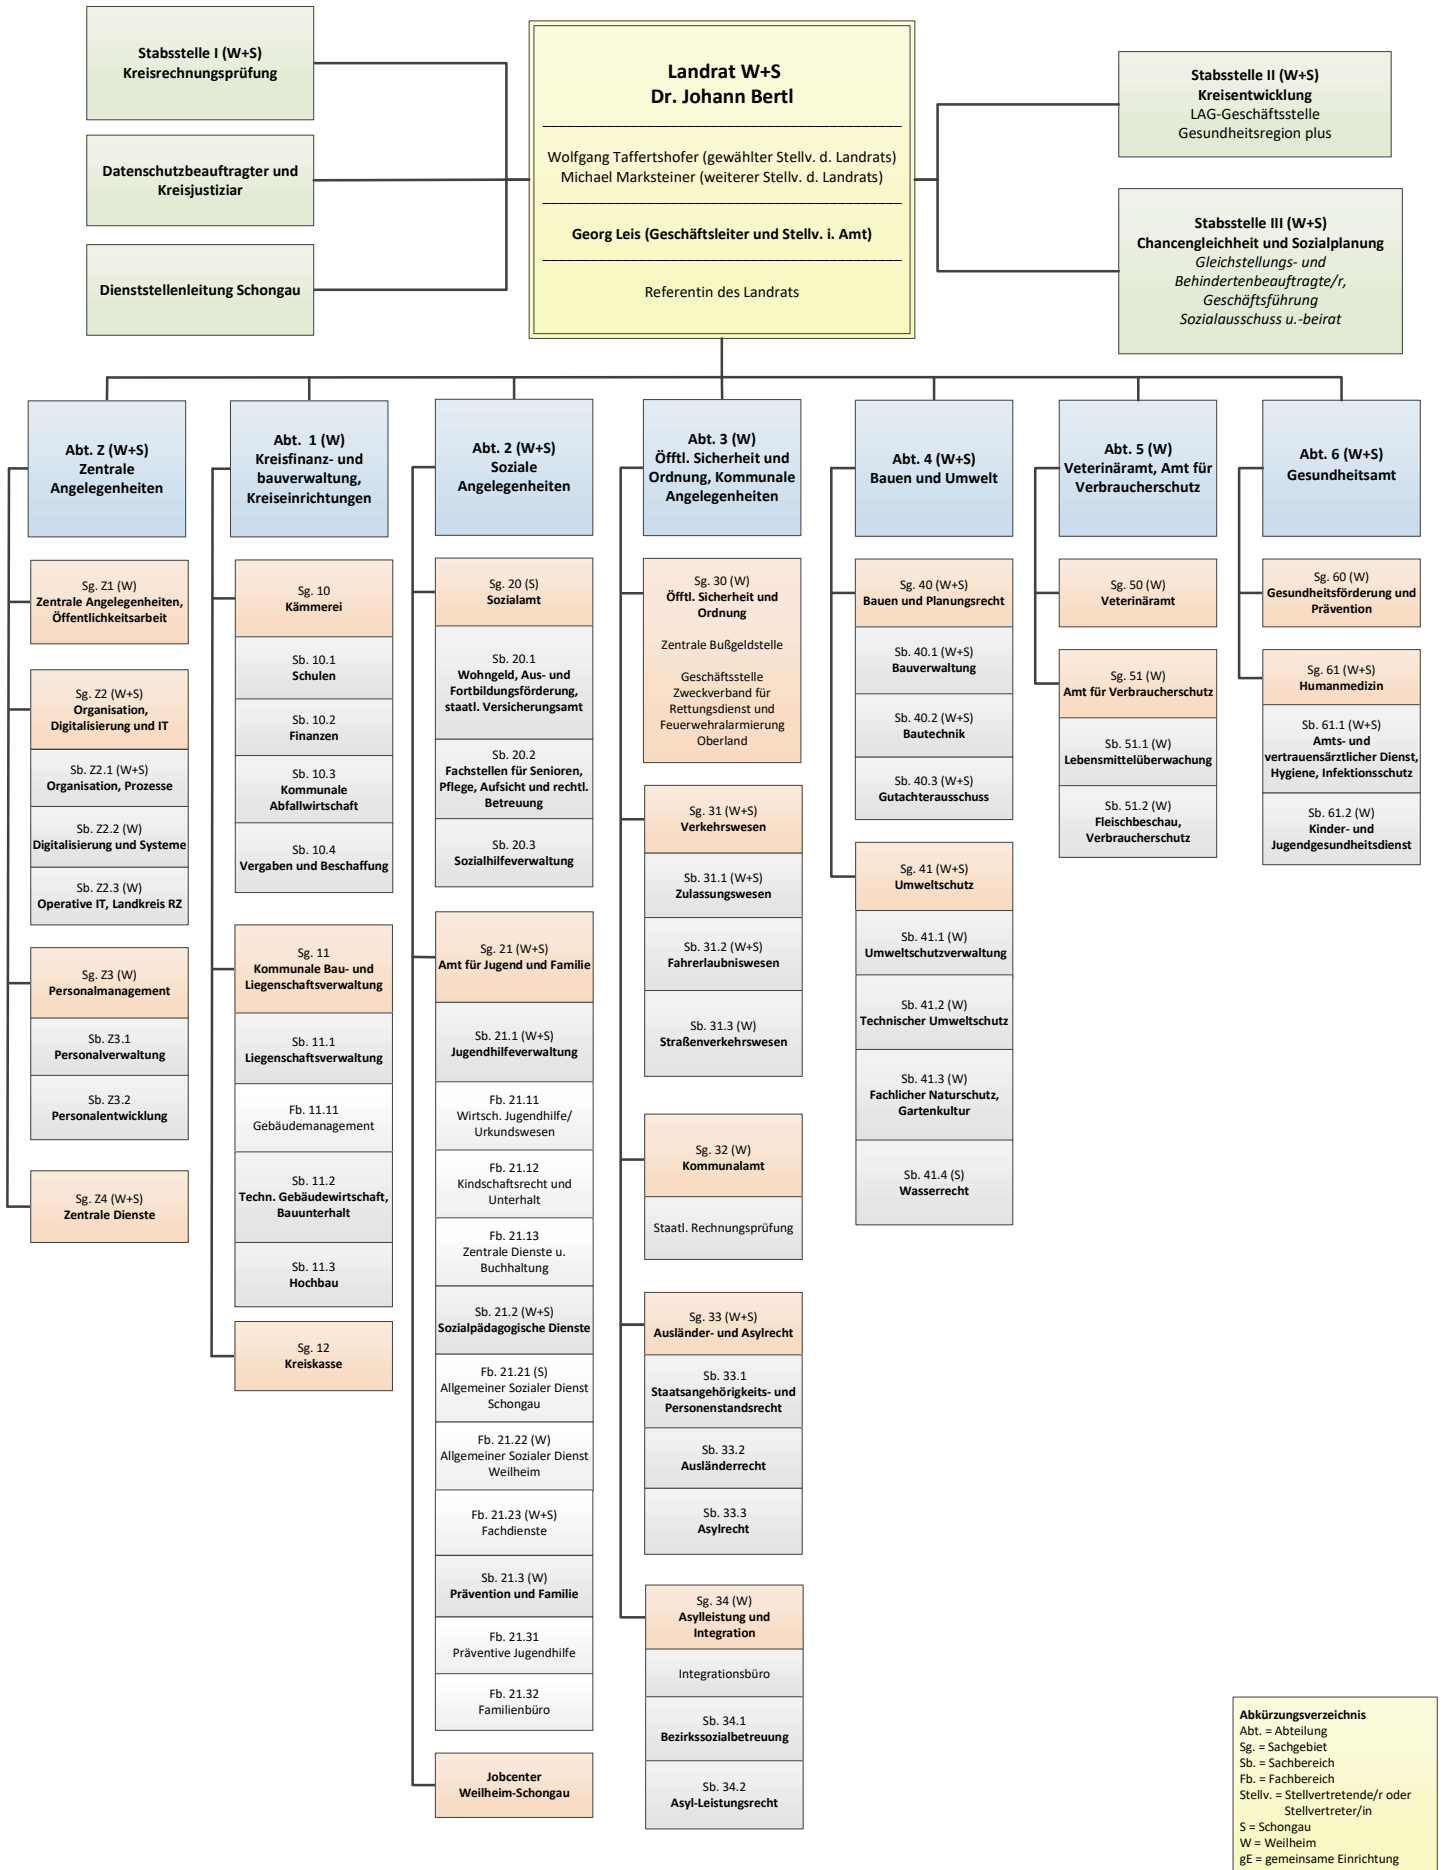 Stabsstelle I (W+S)
Kreisrechnungsprüfung
Datenschutzbeauftragter und
Kreisjustiziar
Dienststellenleitung Schongau
Landrat W+S
Dr. Johann Bertl
Wolfgang Taffertshofer (gewählter Stellv. d. Landrats)
Michael Marksteiner (weiterer Stellv. d. Landrats)
Georg Leis (Geschäftsleiter und Stellv. i. Amt)
Referentin des Landrats
Stabsstelle II (W+S)
Kreisentwicklung
LAG-Geschäftsstelle
Gesundheitsregion plus
Stabsstelle III (W+S)
Chancengleichheit und Sozialplanung
Gleichstellungs- und
Behindertenbeauftragte/r,
Geschäftsführung
Sozialausschuss u.-beirat
Abt. Z (W+S)
Zentrale
Angelegenheiten
Sg. Z1 (W)
Zentrale Angelegenheiten,
Öffentlichkeitsarbeit
Sg. Z2 (W+S)
Organisation,
Digitalisierung und IT
Sb. Z2.1 (W+S)
Organisation, Prozesse
Sb. Z2.2 (W)
Digitalisierung und Systeme
Sb. Z2.3 (W)
Operative IT, Landkreis RZ
Sg. Z3 (W)
Personalmanagement
Sb. Z3.1
Personalverwaltung
Sb. Z3.2
Personalentwicklung
Sg. Z4 (W+S)
Zentrale Dienste
Abt. 1 (W)
Kreisfinanz- und
bauverwaltung,
Kreiseinrichtungen
Sg. 10
Kämmerei
Sb. 10.1
Schulen
Sb. 10.2
Finanzen
Sb. 10.3
Kommunale
Abfallwirtschaft
Sb. 10.4
Vergaben und Beschaffung
Sg. 11
Kommunale Bau- und
Liegenschaftsverwaltung
Sb. 11.1
Liegenschaftsverwaltung
Fb. 11.11
Gebäudemanagement
Sb. 11.2
Techn. Gebäudewirtschaft,
Bauunterhalt
Sb. 11.3
Hochbau
Sg. 12
Kreiskasse
Abt. 2 (W+S)
Soziale
Angelegenheiten
Sg. 20 (S)
Sozialamt
Sb. 20.1
Wohngeld, Aus- und
Fortbildungsförderung,
staatl. Versicherungsamt
Sb. 20.2
Fachstellen für Senioren,
Pflege, Aufsicht und rechtl.
Betreuung
Sb. 20.3
Sozialhilfeverwaltung
Sg. 21 (W+S)
Amt für Jugend und Familie
Sb. 21.1 (W+S)
Jugendhilfeverwaltung
Fb. 21.11
Wirtsch. Jugendhilfe/
Urkundswesen
Fb. 21.12
Kindschaftsrecht und
Unterhalt
Fb. 21.13
Zentrale Dienste u.
Buchhaltung
Sb. 21.2 (W+S)
Sozialpädagogische Dienste
Fb. 21.21 (S)
Allgemeiner Sozialer Dienst
Schongau
Fb. 21.22 (W)
Allgemeiner Sozialer Dienst
Weilheim
Fb. 21.23 (W+S)
Fachdienste
Sb. 21.3 (W)
Prävention und Familie
Fb. 21.31
Präventive Jugendhilfe
Fb. 21.32
Familienbüro
Jobcenter
Weilheim-Schongau
Abt. 3 (W)
Öfftl. Sicherheit und
Ordnung, Kommunale
Angelegenheiten
Sg. 30 (W)
Öfftl. Sicherheit und
Ordnung
Zentrale Bußgeldstelle
Geschäftsstelle
Zweckverband für
Rettungsdienst und
Feuerwehralarmierung
Oberland
Sg. 31 (W+S)
Verkehrswesen
Sb. 31.1 (W+S)
Zulassungswesen
Sb. 31.2 (W+S)
Fahrerlaubniswesen
Sb. 31.3 (W)
Straßenverkehrswesen
Sg. 32 (W)
Kommunalamt
Staatl. Rechnungsprüfung
Sg. 33 (W+S)
Ausländer- und Asylrecht
Sb. 33.1
Staatsangehörigkeits- und
Personenstandsrecht
Sb. 33.2
Ausländerrecht
Sb. 33.3
Asylrecht
Sg. 34 (W)
Asylleistung und
Integration
Integrationsbüro
Sb. 34.1
Bezirkssozialbetreuung
Sb. 34.2
Asyl-Leistungsrecht
Abt. 4 (W+S)
Bauen und Umwelt
Sg. 40 (W+S)
Bauen und Planungsrecht
Sb. 40.1 (W+S)
Bauverwaltung
Sb. 40.2 (W+S)
Bautechnik
Sb. 40.3 (W+S)
Gutachterausschuss
Sg. 41 (W+S)
Umweltschutz
Sb. 41.1 (W)
Umweltschutzverwaltung
Sb. 41.2 (W)
Technischer Umweltschutz
Sb. 41.3 (W)
Fachlicher Naturschutz,
Gartenkultur
Sb. 41.4 (S)
Wasserrecht
Abt. 5 (W)
Veterinäramt, Amt für
Verbraucherschutz
Sg. 50 (W)
Veterinäramt
Sg. 51 (W)
Amt für Verbraucherschutz
Sb. 51.1 (W)
Lebensmittelüberwachung
Sb. 51.2 (W)
Fleischbeschau,
Verbraucherschutz
Abt. 6 (W+S)
Gesundheitsamt
Sg. 60 (W)
Gesundheitsförderung und
Prävention
Sg. 61 (W+S)
Humanmedizin
Sb. 61.1 (W+S)
Amts- und
vertrauensärztlicher Dienst,
Hygiene, Infektionsschutz
Sb. 61.2 (W)
Kinder- und
Jugendgesundheitsdienst
Abkürzungsverzeichnis
Abt. = Abteilung
Sg. = Sachgebiet
Sb. = Sachbereich
Fb. = Fachbereich
Stellv. = Stellvertretende/r oder
Stellvertreter/in
S = Schongau
W = Weilheim
gE = gemeinsame Einrichtung